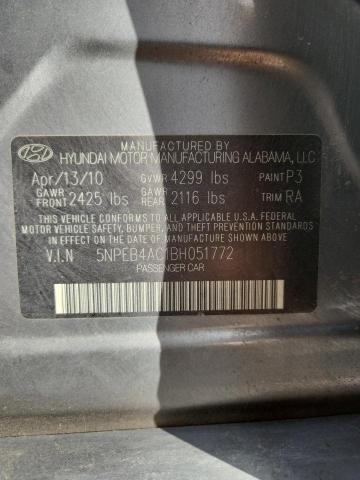 MANUFACTURED BY
HYUNDAI MOTOR MANUFACTURING ALABAMA, LLC
Apr/13/10 GVWR 4299 lbs PAINT P3
GAWR FRONT 2425 lbs GAWR REAR 2116 lbs TRIM RA
THIS VEHICLE CONFORMS TO ALL APPLICABLE U.S.A. FEDERAL
MOTOR VEHICLE SAFETY, BUMPER, AND THEFT PREVENTION
STANDARDS IN EFFECT ON THE DATE OF MANUFACTURE SHOWN ABOVE.
V.I.N 5NPEB4AC1BH051772
PASSENGER CAR